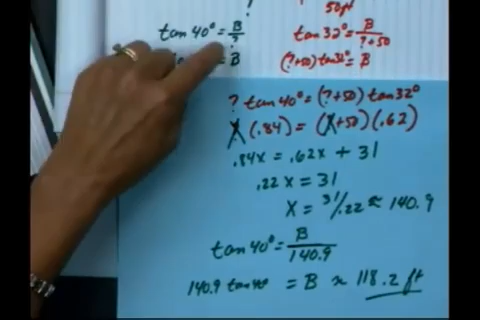 50ft
tan 40° = B/? tan 32° = B/?+50
= B (?+50) tan 32° = B
? tan 40° = (?+50) tan 32°
X (.84) = (X+50)(.62)
.84x = .62x + 31
.22x = 31
X = 31/.22 ≈ 140.9
tan 40° = B/140.9
140.9 tan 40° = B ≈ 118.2 ft